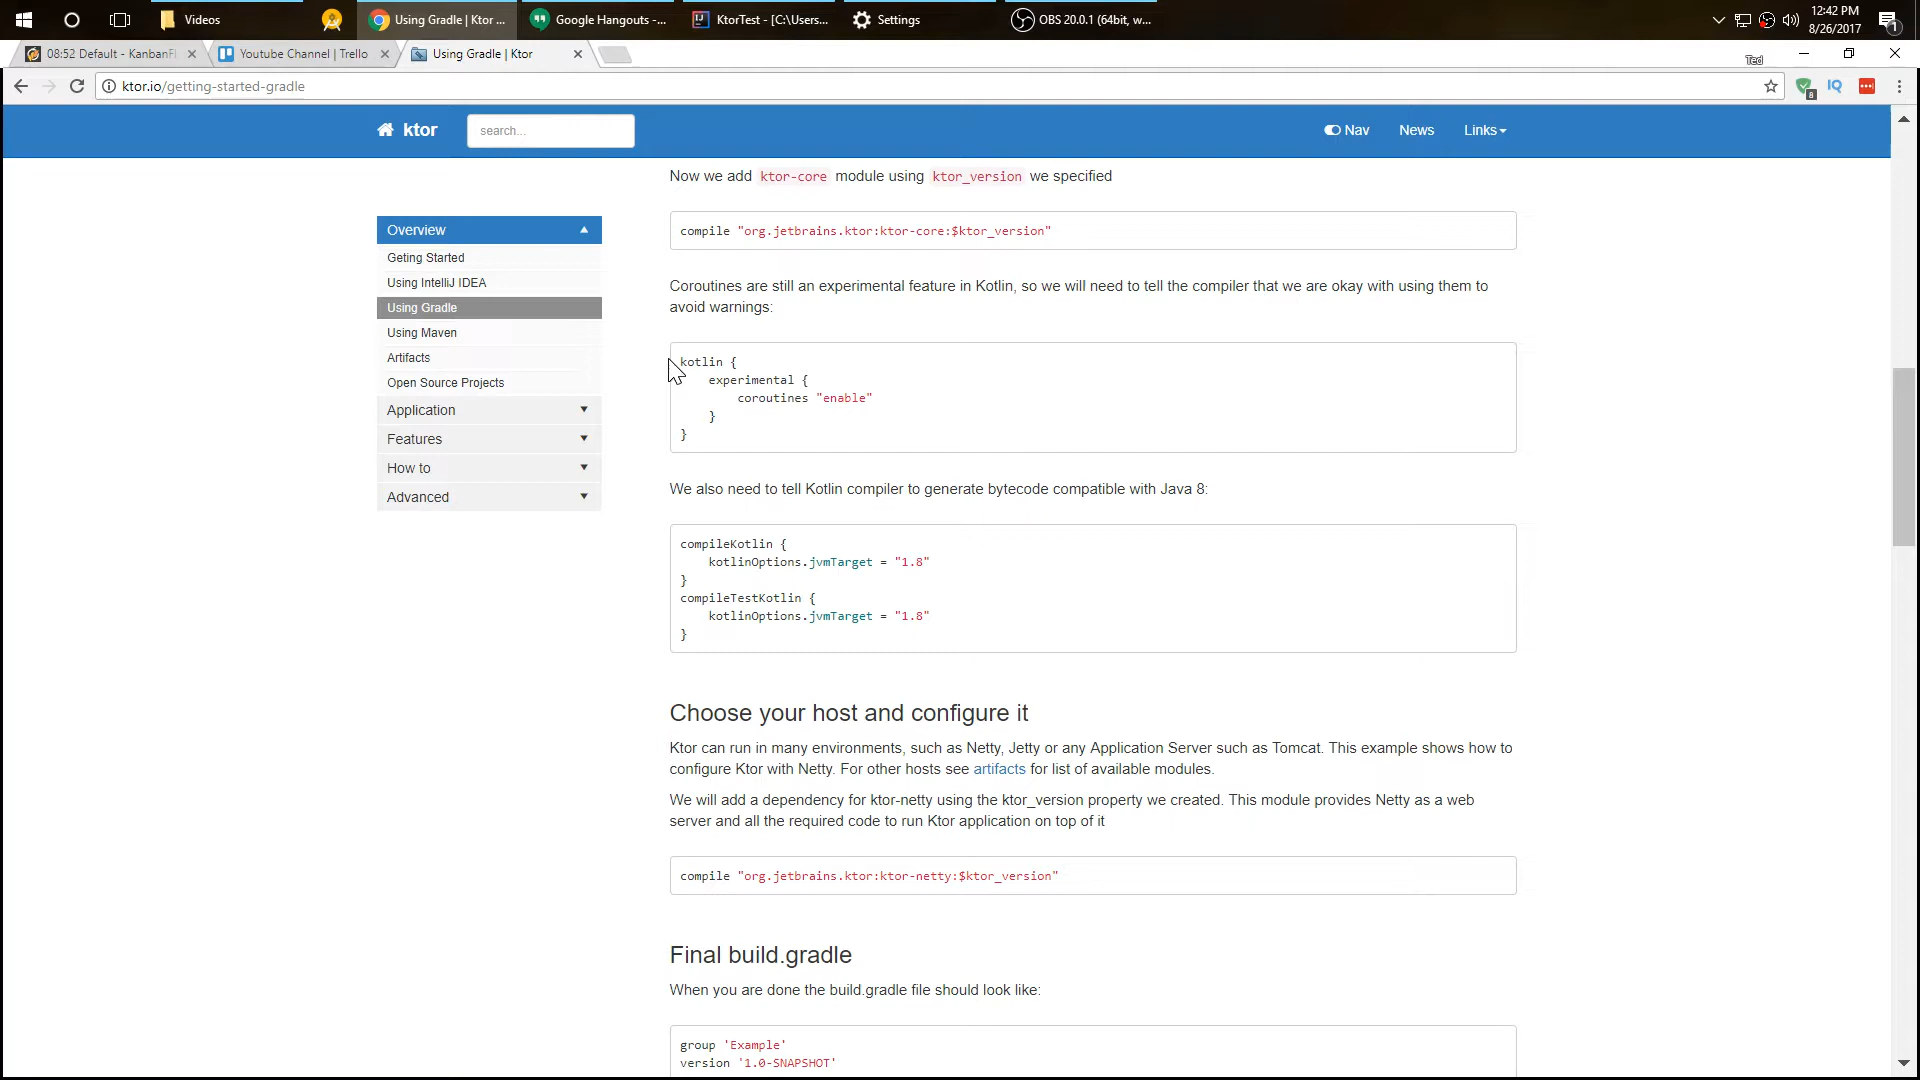 Videos
Using Gradle | Ktor ...
Google Hangouts -...
KtorTest - [C:\Users...
Settings
OBS 20.0.1 (64bit, w...
12:42 PM
8/26/2017
1
08:52 Default - KanbanFl
Youtube Channel | Trello
Using Gradle | Ktor
Ted
ktor.io/getting-started-gradle
8
IQ
ktor
search...
Nav
News
Links
Overview
Geting Started
Using IntelliJ IDEA
Using Gradle
Using Maven
Artifacts
Open Source Projects
Application
Features
How to
Advanced
Now we add ktor-core module using ktor_version we specified
compile "org.jetbrains.ktor:ktor-core:$ktor_version"
Coroutines are still an experimental feature in Kotlin, so we will need to tell the compiler that we are okay with using them to
avoid warnings:
kotlin {
experimental {
coroutines "enable"
}
}
We also need to tell Kotlin compiler to generate bytecode compatible with Java 8:
compileKotlin {
kotlinOptions.jvmTarget = "1.8"
}
compileTestKotlin {
kotlinOptions.jvmTarget = "1.8"
}
Choose your host and configure it
Ktor can run in many environments, such as Netty, Jetty or any Application Server such as Tomcat. This example shows how to
configure Ktor with Netty. For other hosts see artifacts for list of available modules.
We will add a dependency for ktor-netty using the ktor_version property we created. This module provides Netty as a web
server and all the required code to run Ktor application on top of it
compile "org.jetbrains.ktor:ktor-netty:$ktor_version"
Final build.gradle
When you are done the build.gradle file should look like:
group 'Example'
version '1.0-SNAPSHOT'